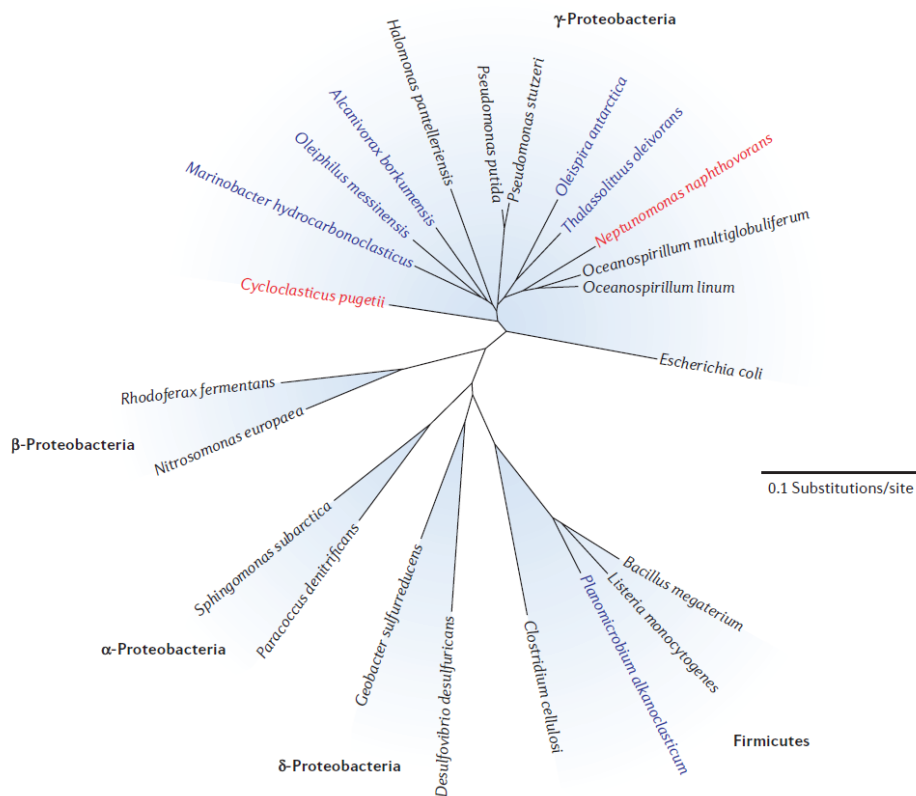 γ-Proteobacteria
Halomonas pantelleriensis
Pseudomonas putida
Pseudomonas stutzeri
Oleispira antarctica
Thalassolituus oleivorans
Neptunomonas naphthovorans
Alcanivorax borkumensis
Oleiphilus messinensis
Marinobacter hydrocarbonoclasticus
Oceanospirillum multiglobuliferum
Oceanospirillum linum
Cycloclasticus pugetii
Escherichia coli
Rhodoferax fermentans
Nitrosomonas europaea
β-Proteobacteria
0.1 Substitutions/site
Sphingomonas subarctica
Paracoccus denitrificans
α-Proteobacteria
Geobacter sulfurreducens
Desulfovibrio desulfuricans
δ-Proteobacteria
Clostridium cellulosi
Planomicrobium alkanoclasticum
Listeria monocytogenes
Bacillus megaterium
Firmicutes